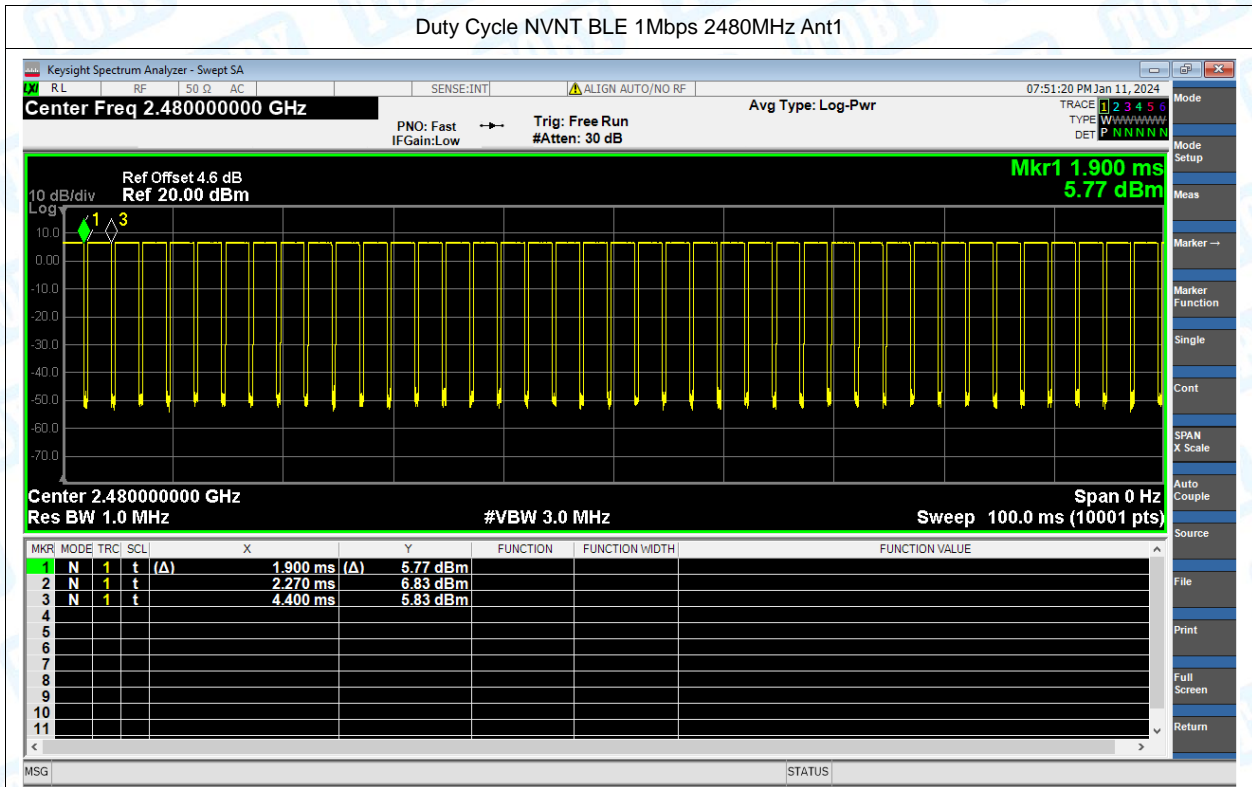 Duty Cycle NVNT BLE 1Mbps 2480MHz Ant1
Keysight Spectrum Analyzer - Swept SA
LXI RL RF 50 Ω AC SENSE:INT ALIGN AUTO/NO RF 07:51:20 PM Jan 11, 2024
Center Freq 2.480000000 GHz
PNO: Fast
IFGain:Low
Trig: Free Run
#Atten: 30 dB
Avg Type: Log-Pwr
TRACE 1 2 3 4 5 6
TYPE WWWWWWW
DET P N N N N N
Mkr1 1.900 ms
5.77 dBm
Ref Offset 4.6 dB
10 dB/div Ref 20.00 dBm
Log
1 3
10.0
0.00
-10.0
-20.0
-30.0
-40.0
-50.0
-60.0
-70.0
Center 2.480000000 GHz Span 0 Hz
Res BW 1.0 MHz #VBW 3.0 MHz Sweep 100.0 ms (10001 pts)
MKR MODE TRC SCL X Y FUNCTION FUNCTION WIDTH FUNCTION VALUE
1 N 1 t (Δ) 1.900 ms (Δ) 5.77 dBm
2 N 1 t 2.270 ms 6.83 dBm
3 N 1 t 4.400 ms 5.83 dBm
4
5
6
7
8
9
10
11
MSG STATUS
Mode
Mode
Setup
Meas
Marker →
Marker
Function
Single
Cont
SPAN
X Scale
Auto
Couple
Source
File
Print
Full
Screen
Return
TOBY